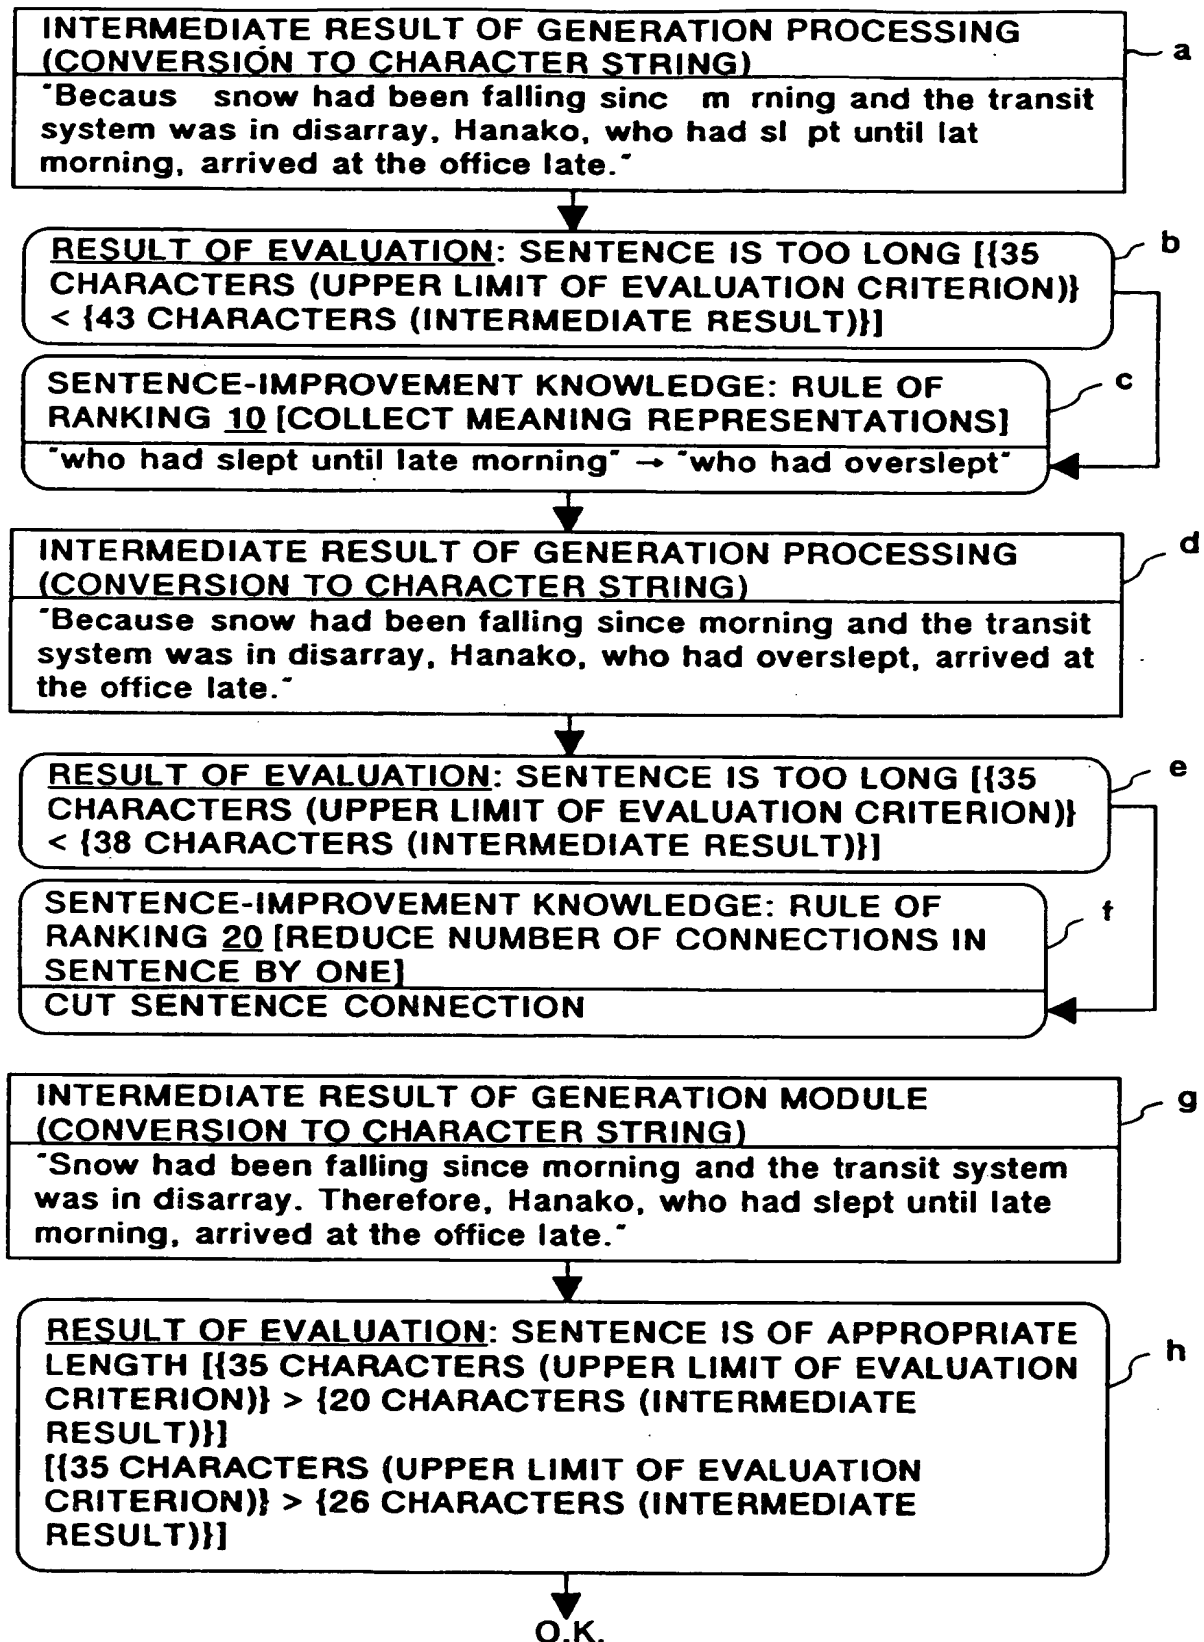 INTERMEDIATE RESULT OF GENERATION PROCESSING
(CONVERSION TO CHARACTER STRING)
a
"Becaus snow had been falling sinc m rning and the transit
system was in disarray, Hanako, who had sl pt until lat
morning, arrived at the office late."
RESULT OF EVALUATION: SENTENCE IS TOO LONG [{35
CHARACTERS (UPPER LIMIT OF EVALUATION CRITERION)}
< {43 CHARACTERS (INTERMEDIATE RESULT)}]
b
SENTENCE-IMPROVEMENT KNOWLEDGE: RULE OF
RANKING 10 [COLLECT MEANING REPRESENTATIONS]
c
"who had slept until late morning" → "who had overslept"
INTERMEDIATE RESULT OF GENERATION PROCESSING
(CONVERSION TO CHARACTER STRING)
d
"Because snow had been falling since morning and the transit
system was in disarray, Hanako, who had overslept, arrived at
the office late."
RESULT OF EVALUATION: SENTENCE IS TOO LONG [{35
CHARACTERS (UPPER LIMIT OF EVALUATION CRITERION)}
< {38 CHARACTERS (INTERMEDIATE RESULT)}]
e
SENTENCE-IMPROVEMENT KNOWLEDGE: RULE OF
RANKING 20 [REDUCE NUMBER OF CONNECTIONS IN
SENTENCE BY ONE]
f
CUT SENTENCE CONNECTION
INTERMEDIATE RESULT OF GENERATION MODULE
(CONVERSION TO CHARACTER STRING)
g
"Snow had been falling since morning and the transit system
was in disarray. Therefore, Hanako, who had slept until late
morning, arrived at the office late."
RESULT OF EVALUATION: SENTENCE IS OF APPROPRIATE
LENGTH [{35 CHARACTERS (UPPER LIMIT OF EVALUATION
CRITERION)} > {20 CHARACTERS (INTERMEDIATE
RESULT)}]
[{35 CHARACTERS (UPPER LIMIT OF EVALUATION
CRITERION)} > {26 CHARACTERS (INTERMEDIATE
RESULT)}]
h
O.K.